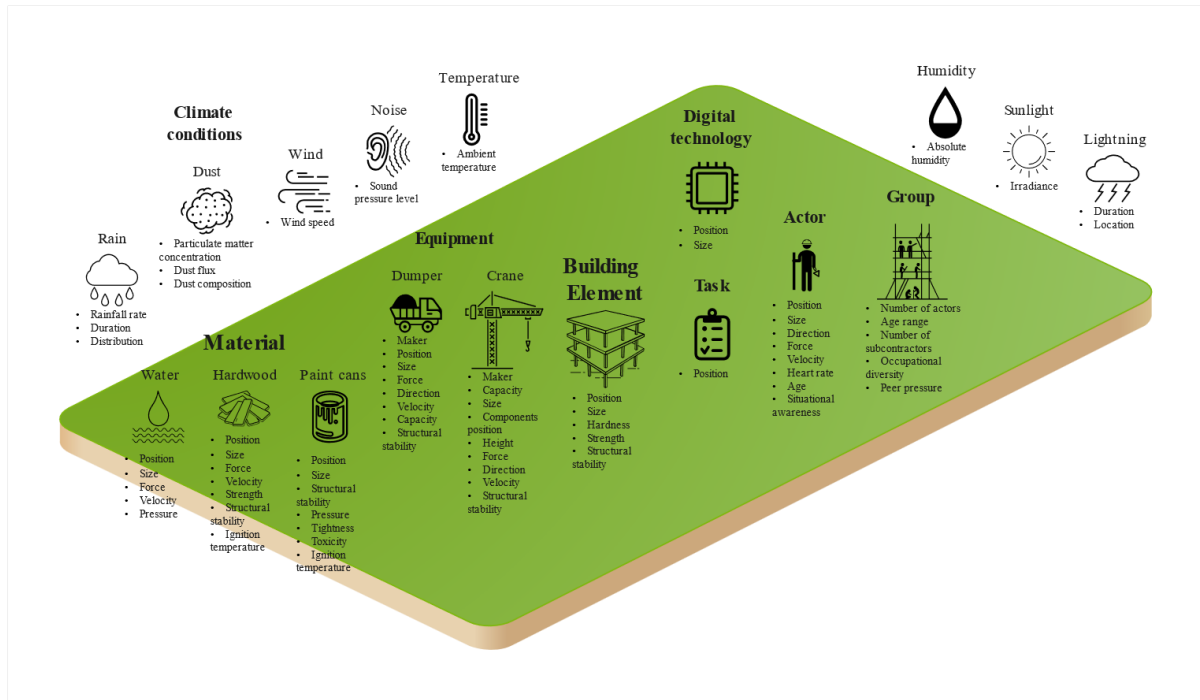 Climate
conditions
Rain
• Rainfall rate
• Duration
• Distribution
Dust
• Particulate matter
concentration
• Dust flux
• Dust composition
Wind
• Wind speed
Noise
• Sound
pressure level
Temperature
• Ambient
temperature
Humidity
• Absolute
humidity
Sunlight
• Irradiance
Lightning
• Duration
• Location
Material
Water
• Position
• Size
• Force
• Velocity
• Pressure
Hardwood
• Position
• Size
• Force
• Velocity
• Strength
• Structural
stability
• Ignition
temperature
Paint cans
• Position
• Size
• Structural
stability
• Pressure
• Tightness
• Toxicity
• Ignition
temperature
Equipment
Dumper
• Maker
• Position
• Size
• Force
• Direction
• Velocity
• Capacity
• Structural
stability
Crane
• Maker
• Capacity
• Size
• Components
position
• Height
• Force
• Direction
• Velocity
• Structural
stability
Building
Element
• Position
• Size
• Hardness
• Strength
• Structural
stability
Digital
technology
• Position
• Size
Task
• Position
Actor
• Position
• Size
• Direction
• Force
• Velocity
• Heart rate
• Age
• Situational
awareness
Group
• Number of actors
• Age range
• Number of
subcontractors
• Occupational
diversity
• Peer pressure